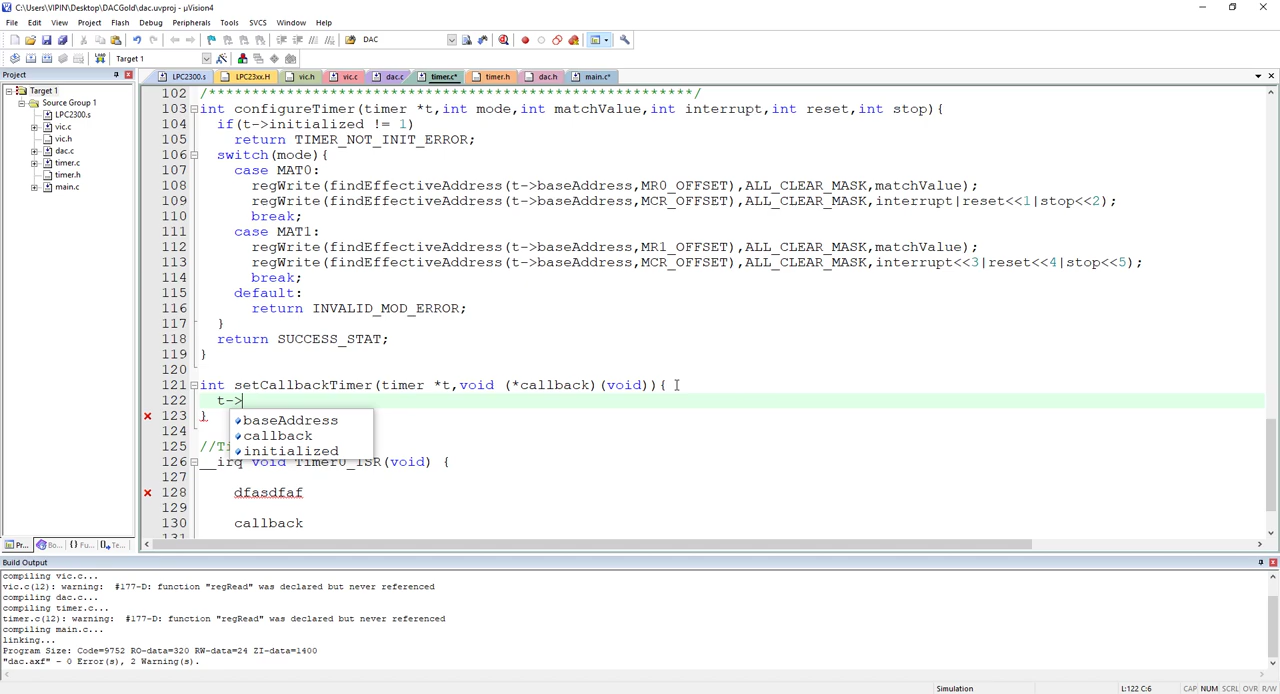 C:\Users\VIPIN\Desktop\DACGold\dac.uvproj - µVision4
File Edit View Project Flash Debug Peripherals Tools SVCS Window Help
DAC
Target 1
Project
LPC2300.s LPC23xx.H vic.h vic.c dac.c timer.c* timer.h dac.h main.c*
Target 1
Source Group 1
LPC2300.s
vic.c
vic.h
dac.c
timer.c
timer.h
main.c
102 /********************************************************/
103 int configureTimer(timer *t,int mode,int matchValue,int interrupt,int reset,int stop){
104 if(t->initialized != 1)
105 return TIMER_NOT_INIT_ERROR;
106 switch(mode){
107 case MAT0:
108 regWrite(findEffectiveAddress(t->baseAddress,MR0_OFFSET),ALL_CLEAR_MASK,matchValue);
109 regWrite(findEffectiveAddress(t->baseAddress,MCR_OFFSET),ALL_CLEAR_MASK,interrupt|reset<<1|stop<<2);
110 break;
111 case MAT1:
112 regWrite(findEffectiveAddress(t->baseAddress,MR1_OFFSET),ALL_CLEAR_MASK,matchValue);
113 regWrite(findEffectiveAddress(t->baseAddress,MCR_OFFSET),ALL_CLEAR_MASK,interrupt<<3|reset<<4|stop<<5);
114 break;
115 default:
116 return INVALID_MOD_ERROR;
117 }
118 return SUCCESS_STAT;
119 }
120
121 int setCallbackTimer(timer *t,void (*callback)(void)){
122 t->
123 }
baseAddress
callback
initialized
124
125 //Ti
126 __irq void Timer0_ISR(void) {
127
128 dfasdfaf
129
130 callback
131
Pr... Bo... {} Fu... Te...
Build Output
compiling vic.c...
vic.c(12): warning: #177-D: function "regRead" was declared but never referenced
compiling dac.c...
compiling timer.c...
timer.c(12): warning: #177-D: function "regRead" was declared but never referenced
compiling main.c...
linking...
Program Size: Code=9752 RO-data=320 RW-data=24 ZI-data=1400
"dac.axf" - 0 Error(s), 2 Warning(s).
Simulation L:122 C:6 CAP NUM SCRL OVR R/W